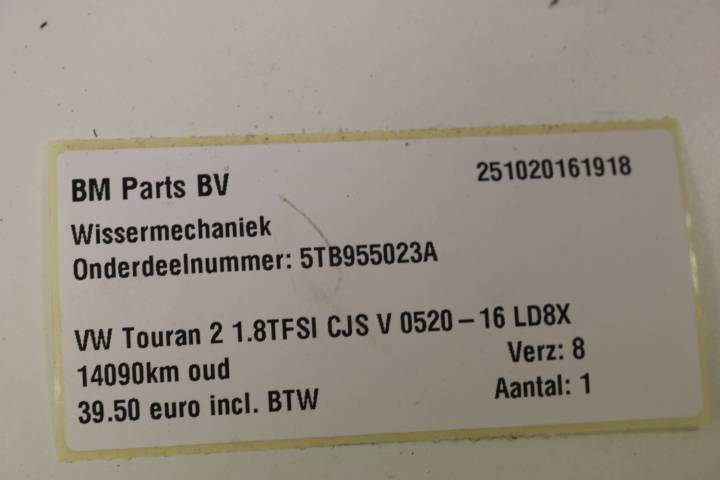 BM Parts BV 251020161918
Wissermechaniek
Onderdeelnummer: 5TB955023A
VW Touran 2 1.8TFSI CJS V 0520-16 LD8X
14090km oud Verz: 8
39.50 euro incl. BTW Aantal: 1